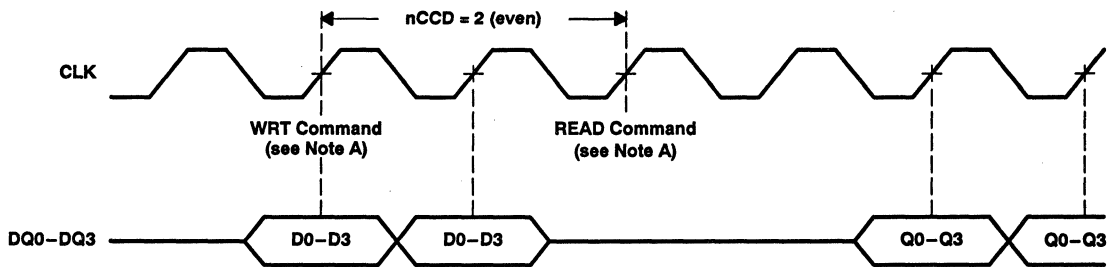 nCCD = 2 (even)
CLK
WRT Command
(see Note A)
READ Command
(see Note A)
DQ0–DQ3
D0–D3
D0–D3
Q0–Q3
Q0–Q3